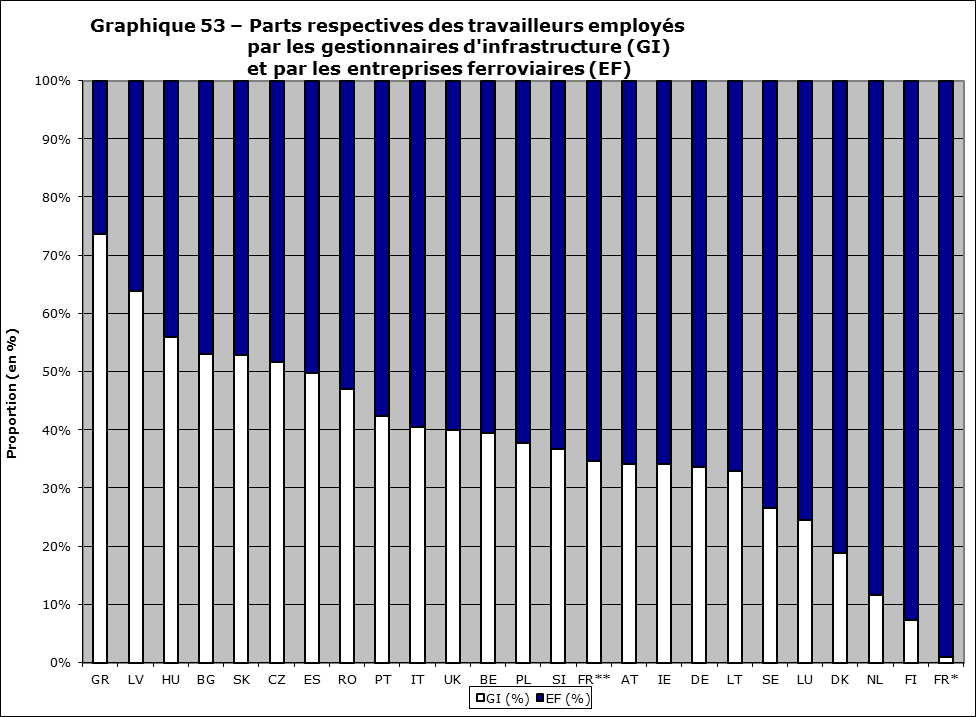 Graphique 53 – Parts respectives des travailleurs employés
par les gestionnaires d'infrastructure (GI)
et par les entreprises ferroviaires (EF)
Proportion (en %)
100%
90%
80%
70%
60%
50%
40%
30%
20%
10%
0%
GR LV HU BG SK CZ ES RO PT IT UK BE PL SI FR** AT IE DE LT SE LU DK NL FI FR*
GI (%) EF (%)